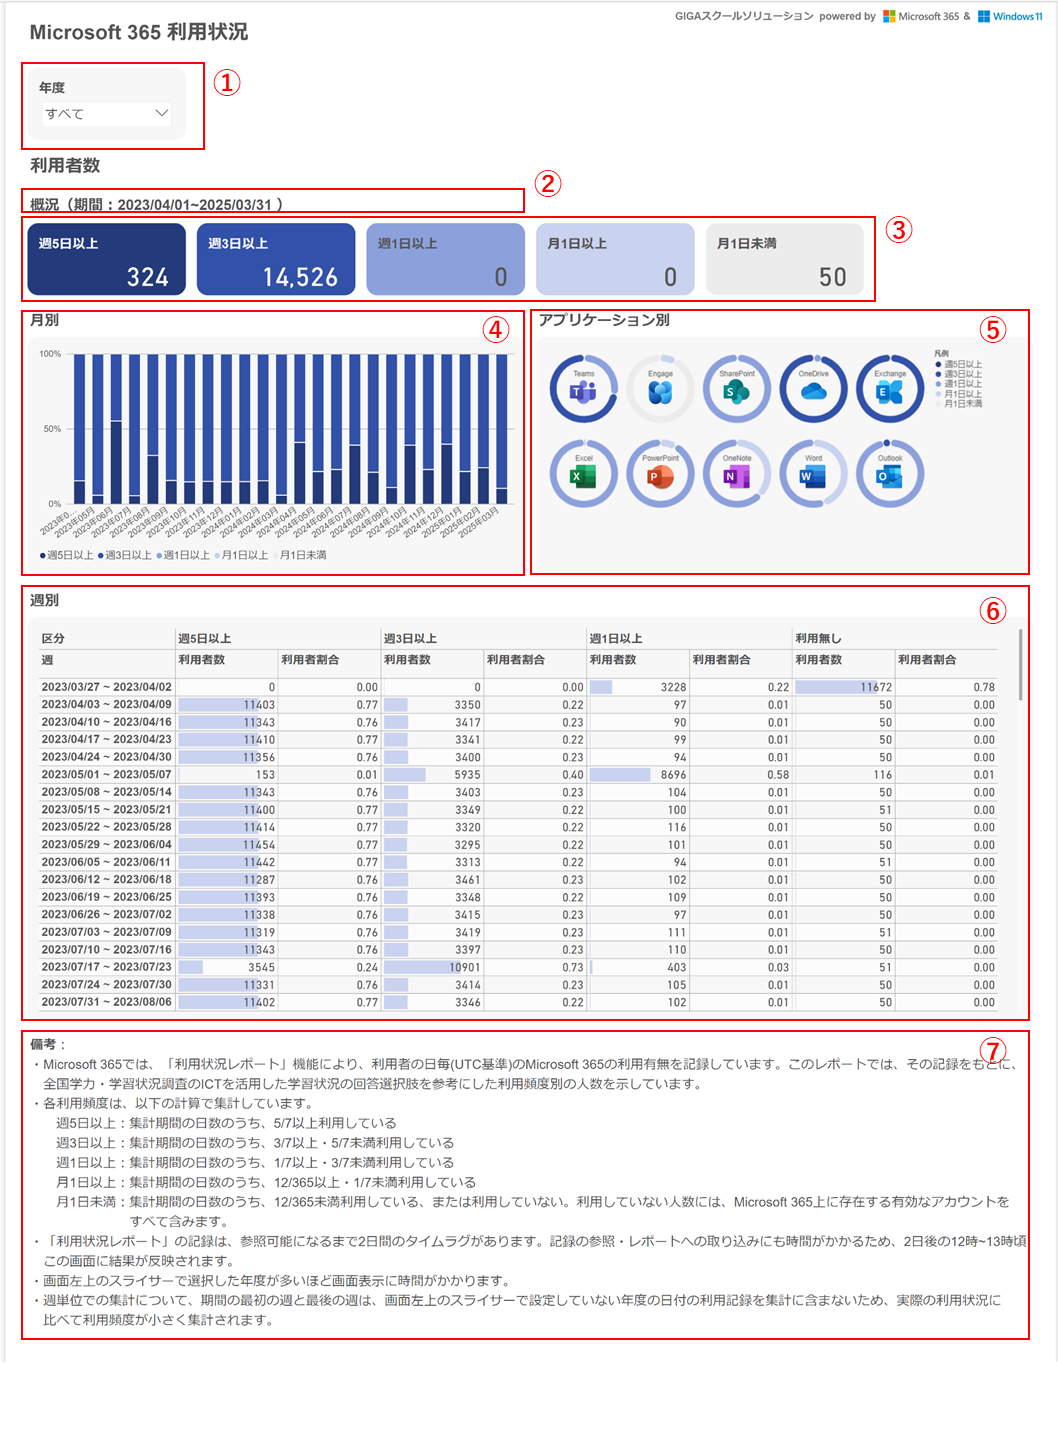 GIGAスクールソリューション powered by Microsoft 365 & Windows 11
Microsoft 365 利用状況
①
年度
すべて
利用者数
②
概況（期間：2023/04/01~2025/03/31 ）
③
週5日以上 324
週3日以上 14,526
週1日以上 0
月1日以上 0
月1日未満 50
月別
④
100%
50%
0%
2023年0... 2023年05月 2023年06月 2023年07月 2023年08月 2023年09月 2023年10月 2023年11月 2023年12月 2024年01月 2024年02月 2024年03月 2024年04月 2024年05月 2024年06月 2024年07月 2024年08月 2024年09月 2024年10月 2024年11月 2024年12月 2025年01月 2025年02月 2025年03月
●週5日以上 ●週3日以上 ●週1日以上 ●月1日以上 ●月1日未満
アプリケーション別
⑤
Teams Engage SharePoint OneDrive Exchange
Excel PowerPoint OneNote Word Outlook
凡例
● 週5日以上
● 週3日以上
● 週1日以上
● 月1日以上
● 月1日未満
週別
⑥
区分 週5日以上 週3日以上 週1日以上 利用無し
週 利用者数 利用者割合 利用者数 利用者割合 利用者数 利用者割合 利用者数 利用者割合
2023/03/27 ~ 2023/04/02 0 0.00 0 0.00 3228 0.22 11672 0.78
2023/04/03 ~ 2023/04/09 11403 0.77 3350 0.22 97 0.01 50 0.00
2023/04/10 ~ 2023/04/16 11343 0.76 3417 0.23 90 0.01 50 0.00
2023/04/17 ~ 2023/04/23 11410 0.77 3341 0.22 99 0.01 50 0.00
2023/04/24 ~ 2023/04/30 11356 0.76 3400 0.23 94 0.01 50 0.00
2023/05/01 ~ 2023/05/07 153 0.01 5935 0.40 8696 0.58 116 0.01
2023/05/08 ~ 2023/05/14 11343 0.76 3403 0.23 104 0.01 50 0.00
2023/05/15 ~ 2023/05/21 11400 0.77 3349 0.22 100 0.01 51 0.00
2023/05/22 ~ 2023/05/28 11414 0.77 3320 0.22 116 0.01 50 0.00
2023/05/29 ~ 2023/06/04 11454 0.77 3295 0.22 101 0.01 50 0.00
2023/06/05 ~ 2023/06/11 11442 0.77 3313 0.22 94 0.01 51 0.00
2023/06/12 ~ 2023/06/18 11287 0.76 3461 0.23 102 0.01 50 0.00
2023/06/19 ~ 2023/06/25 11393 0.76 3348 0.22 109 0.01 50 0.00
2023/06/26 ~ 2023/07/02 11338 0.76 3415 0.23 97 0.01 50 0.00
2023/07/03 ~ 2023/07/09 11319 0.76 3419 0.23 111 0.01 51 0.00
2023/07/10 ~ 2023/07/16 11343 0.76 3397 0.23 110 0.01 50 0.00
2023/07/17 ~ 2023/07/23 3545 0.24 10901 0.73 403 0.03 51 0.00
2023/07/24 ~ 2023/07/30 11331 0.76 3414 0.23 105 0.01 50 0.00
2023/07/31 ~ 2023/08/06 11402 0.77 3346 0.22 102 0.01 50 0.00
備考：
⑦
・Microsoft 365では、「利用状況レポート」機能により、利用者の日毎(UTC基準)のMicrosoft 365の利用有無を記録しています。このレポートでは、その記録をもとに、
全国学力・学習状況調査のICTを活用した学習状況の回答選択肢を参考にした利用頻度別の人数を示しています。
・各利用頻度は、以下の計算で集計しています。
週5日以上：集計期間の日数のうち、5/7以上利用している
週3日以上：集計期間の日数のうち、3/7以上・5/7未満利用している
週1日以上：集計期間の日数のうち、1/7以上・3/7未満利用している
月1日以上：集計期間の日数のうち、12/365以上・1/7未満利用している
月1日未満：集計期間の日数のうち、12/365未満利用している、または利用していない。利用していない人数には、Microsoft 365上に存在する有効なアカウントを
すべて含みます。
・「利用状況レポート」の記録は、参照可能になるまで2日間のタイムラグがあります。記録の参照・レポートへの取り込みにも時間がかかるため、2日後の12時~13時頃
この画面に結果が反映されます。
・画面左上のスライサーで選択した年度が多いほど画面表示に時間がかかります。
・週単位での集計について、期間の最初の週と最後の週は、画面左上のスライサーで設定していない年度の日付の利用記録を集計に含まないため、実際の利用状況に
比べて利用頻度が小さく集計されます。